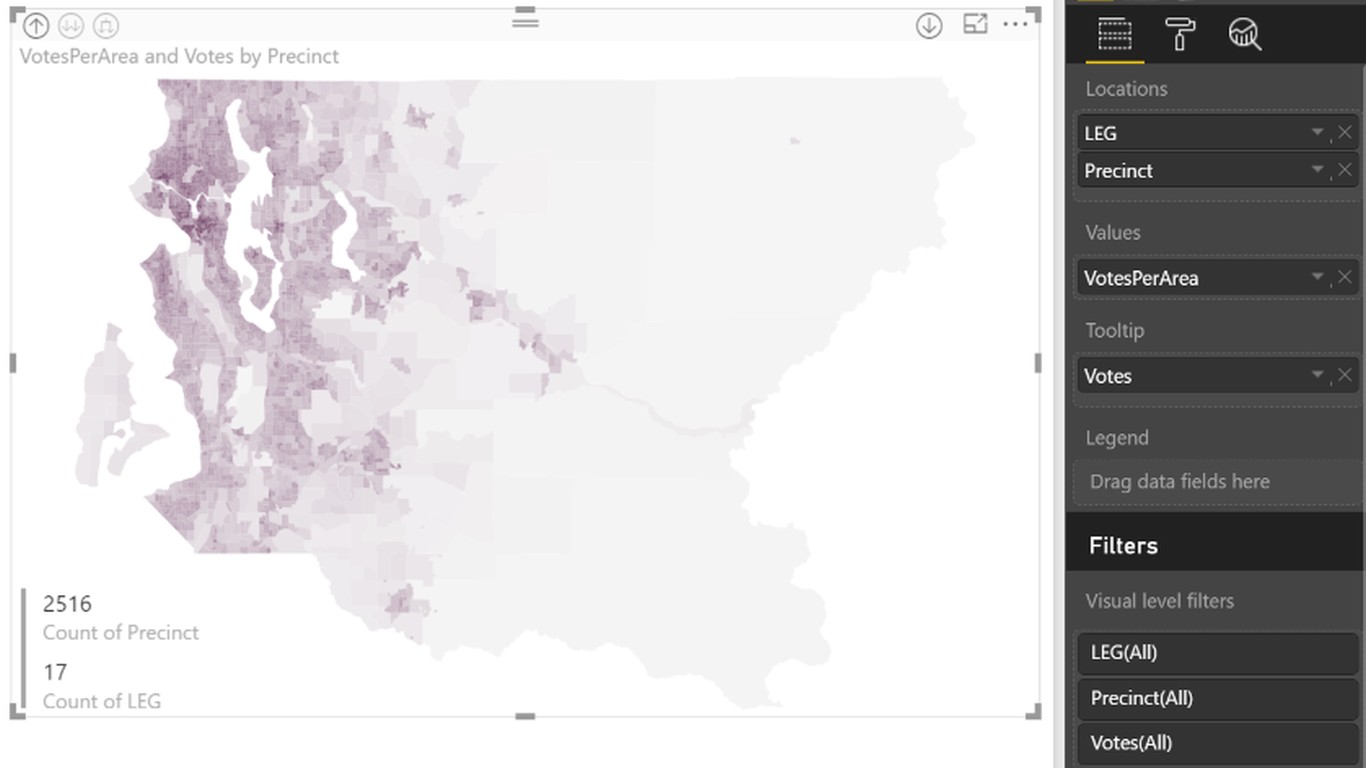 VotesPerArea and Votes by Precinct
2516
Count of Precinct
17
Count of LEG
Locations
LEG
Precinct
Values
VotesPerArea
Tooltip
Votes
Legend
Drag data fields here
Filters
Visual level filters
LEG(All)
Precinct(All)
Votes(All)